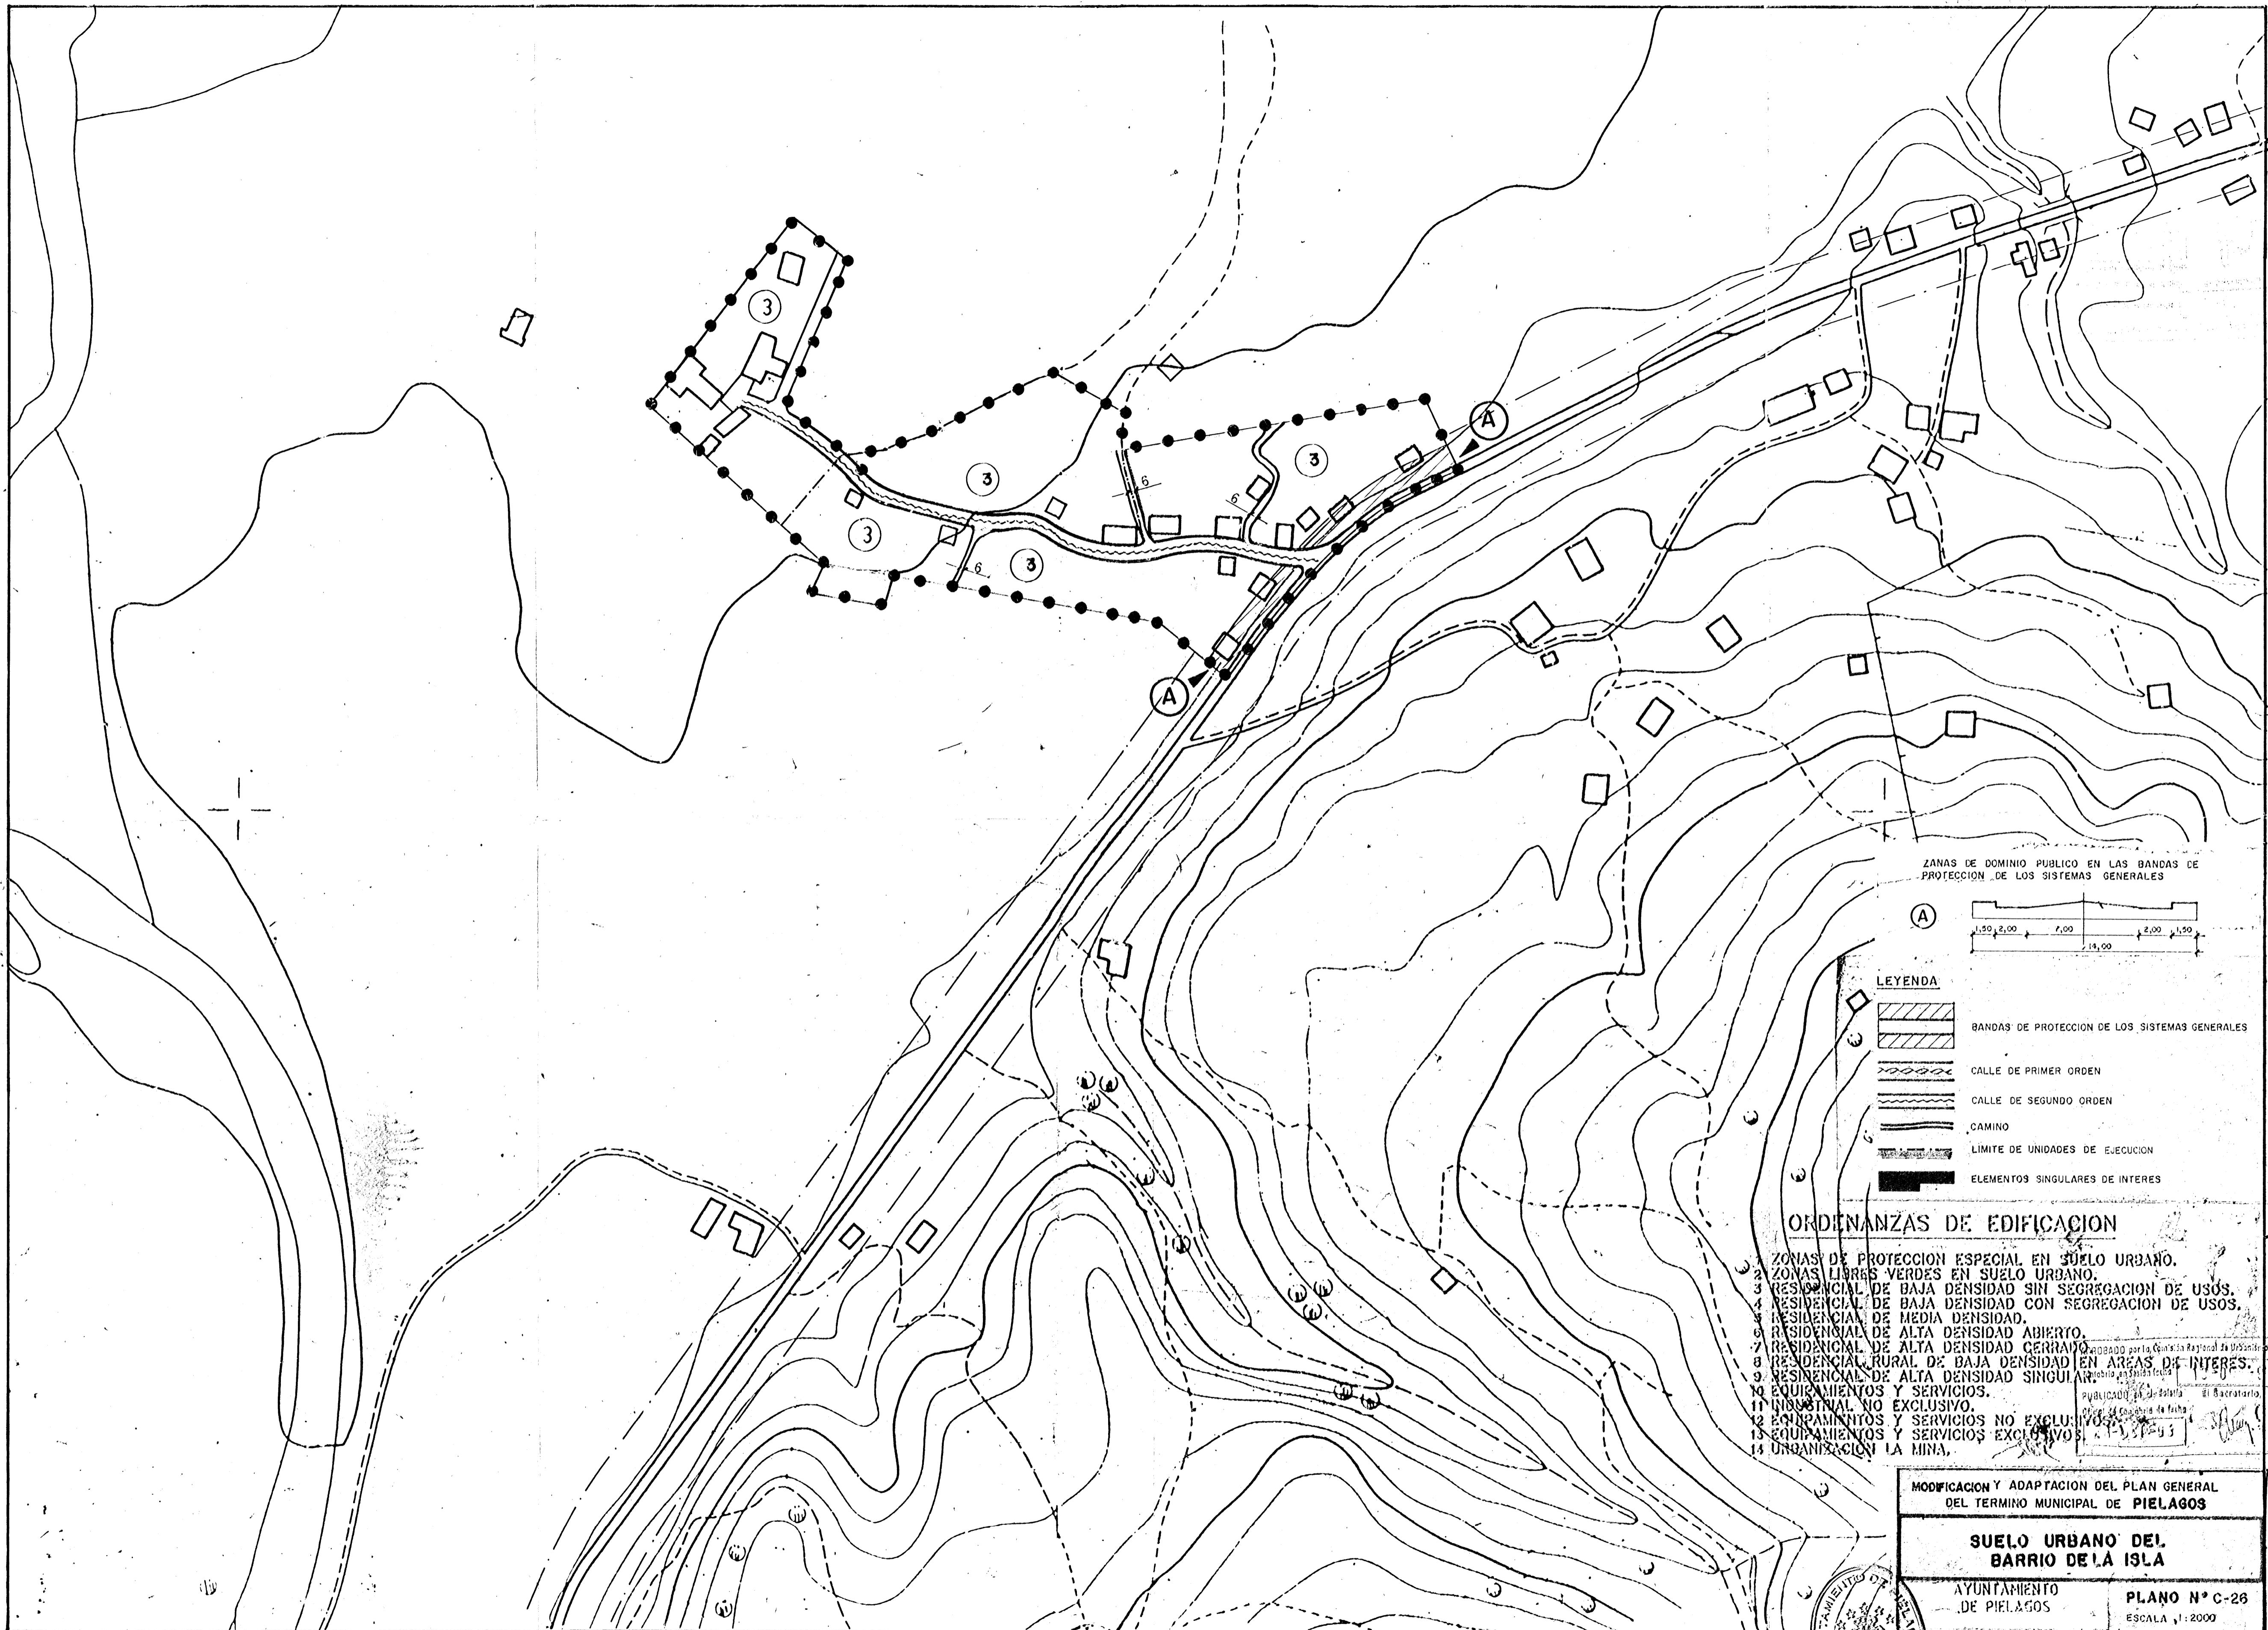 3
3
3
3
3
6
6
6
A
A
ZANAS DE DOMINIO PUBLICO EN LAS BANDAS DE
PROTECCION DE LOS SISTEMAS GENERALES
A
1,50 2,00 7,00 2,00 1,50
14,00
LEYENDA
BANDAS DE PROTECCION DE LOS SISTEMAS GENERALES
CALLE DE PRIMER ORDEN
CALLE DE SEGUNDO ORDEN
CAMINO
LIMITE DE UNIDADES DE EJECUCION
ELEMENTOS SINGULARES DE INTERES
ORDENANZAS DE EDIFICACION
1 ZONAS DE PROTECCION ESPECIAL EN SUELO URBANO.
2 ZONAS LIBRES VERDES EN SUELO URBANO.
3 RESIDENCIAL DE BAJA DENSIDAD SIN SEGREGACION DE USOS.
4 RESIDENCIAL DE BAJA DENSIDAD CON SEGREGACION DE USOS.
5 RESIDENCIAL DE MEDIA DENSIDAD.
6 RESIDENCIAL DE ALTA DENSIDAD ABIERTO.
7 RESIDENCIAL DE ALTA DENSIDAD CERRADO
8 RESIDENCIAL RURAL DE BAJA DENSIDAD EN AREAS DE INTERES.
9 RESIDENCIAL DE ALTA DENSIDAD SINGULAR.
10 EQUIPAMIENTOS Y SERVICIOS.
11 INDUSTRIAL NO EXCLUSIVO.
12 EQUIPAMIENTOS Y SERVICIOS NO EXCLUSIVOS
13 EQUIPAMIENTOS Y SERVICIOS EXCLUSIVOS
14 URBANIZACION LA MINA.
El Secretario,
MODIFICACION Y ADAPTACION DEL PLAN GENERAL
DEL TERMINO MUNICIPAL DE PIELAGOS
SUELO URBANO DEL
BARRIO DE LA ISLA
AYUNTAMIENTO
DE PIELAGOS
PLANO Nº C-26
ESCALA 1:2000